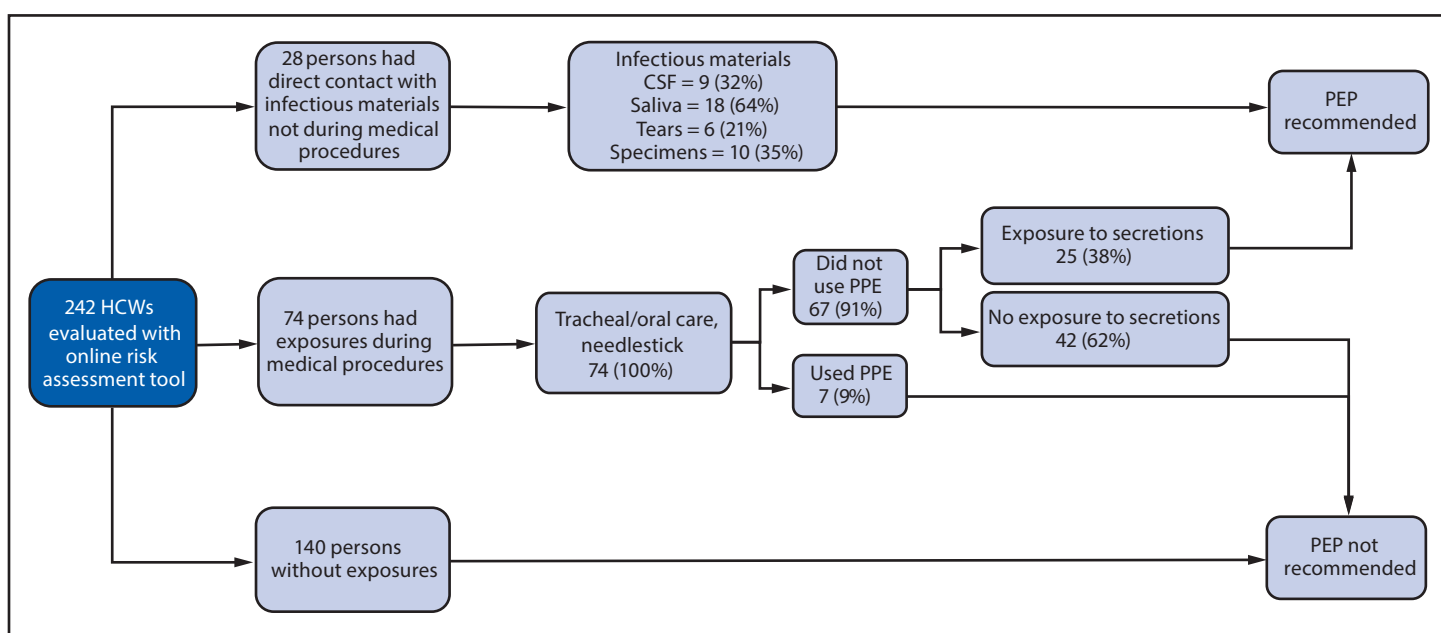 242 HCWs
evaluated with
online risk
assessment tool
28 persons had
direct contact with
infectious materials
not during medical
procedures
Infectious materials
CSF = 9 (32%)
Saliva = 18 (64%)
Tears = 6 (21%)
Specimens = 10 (35%)
PEP
recommended
74 persons had
exposures during
medical procedures
Tracheal/oral care,
needlestick
74 (100%)
Did not
use PPE
67 (91%)
Exposure to secretions
25 (38%)
No exposure to secretions
42 (62%)
Used PPE
7 (9%)
140 persons
without exposures
PEP not
recommended